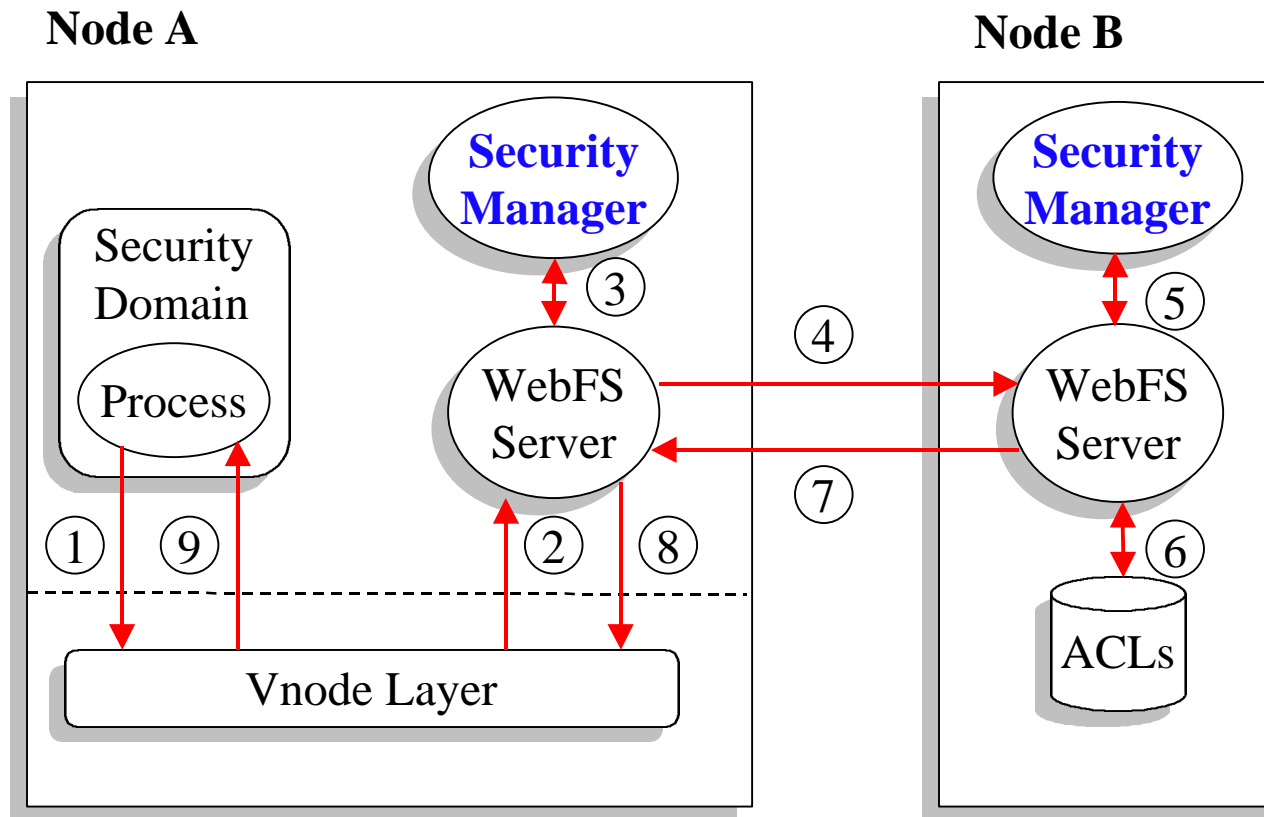 Node A
Node B
Security
Manager
Security
Manager
Security
Domain
3
5
4
Process
WebFS
Server
WebFS
Server
7
1
9
2
8
6
ACLs
Vnode Layer